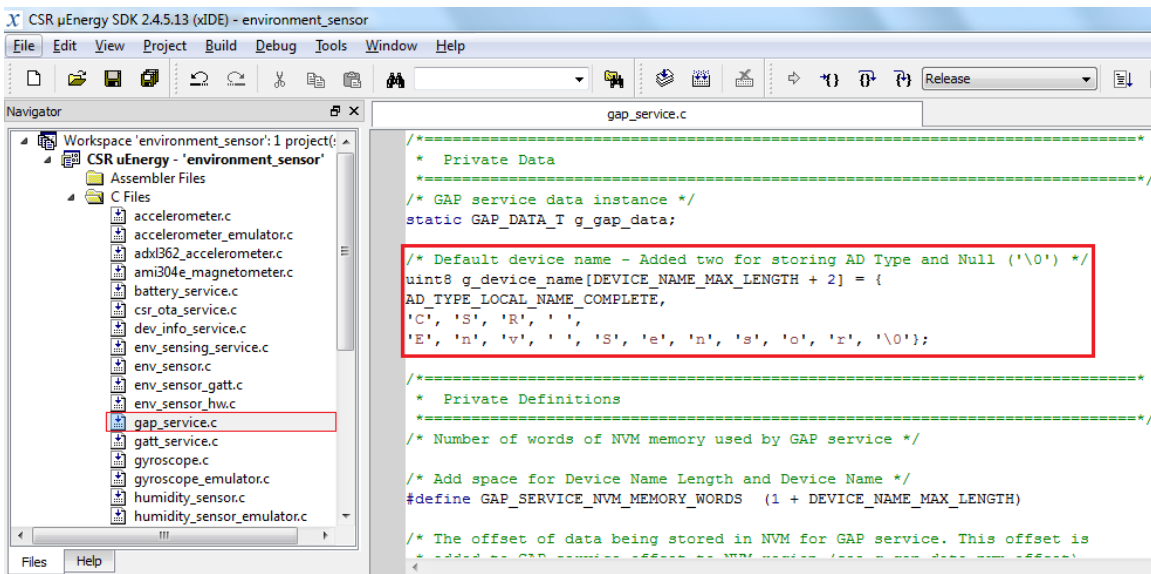 CSR µEnergy SDK 2.4.5.13 (xIDE) - environment_sensor
File Edit View Project Build Debug Tools Window Help
Release
Navigator
Workspace 'environment_sensor': 1 project(
CSR uEnergy - 'environment_sensor'
Assembler Files
C Files
accelerometer.c
accelerometer_emulator.c
adxl362_accelerometer.c
ami304e_magnetometer.c
battery_service.c
csr_ota_service.c
dev_info_service.c
env_sensing_service.c
env_sensor.c
env_sensor_gatt.c
env_sensor_hw.c
gap_service.c
gatt_service.c
gyroscope.c
gyroscope_emulator.c
humidity_sensor.c
humidity_sensor_emulator.c
Files Help
gap_service.c
/*============================================================================*
 *  Private Data
 *============================================================================*/
/* GAP service data instance */
static GAP_DATA_T g_gap_data;
/* Default device name - Added two for storing AD Type and Null ('\0') */
uint8 g_device_name[DEVICE_NAME_MAX_LENGTH + 2] = {
AD_TYPE_LOCAL_NAME_COMPLETE,
'C', 'S', 'R', ' ',
'E', 'n', 'v', ' ', 'S', 'e', 'n', 's', 'o', 'r', '\0'};
/*============================================================================*
 *  Private Definitions
 *============================================================================*/
/* Number of words of NVM memory used by GAP service */
/* Add space for Device Name Length and Device Name */
#define GAP_SERVICE_NVM_MEMORY_WORDS  (1 + DEVICE_NAME_MAX_LENGTH)
/* The offset of data being stored in NVM for GAP service. This offset is